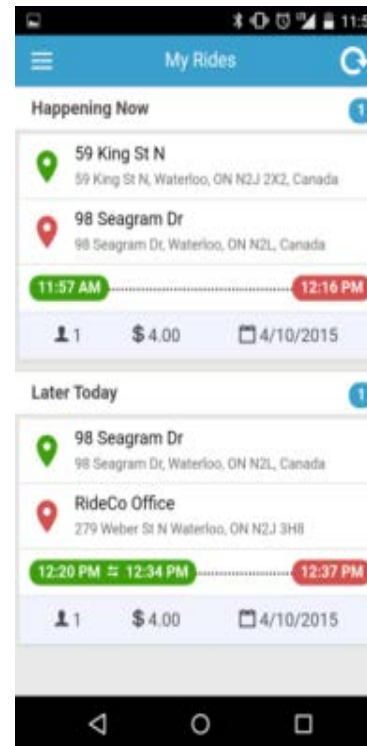 11:5
My Rides
Happening Now
1
59 King St N
59 King St N, Waterloo, ON N2J 2X2, Canada
98 Seagram Dr
98 Seagram Dr, Waterloo, ON N2L, Canada
11:57 AM 12:16 PM
1 $ 4.00 4/10/2015
Later Today
1
98 Seagram Dr
98 Seagram Dr, Waterloo, ON N2L, Canada
RideCo Office
279 Weber St N Waterloo, ON N2J 3H8
12:20 PM ⇆ 12:34 PM 12:37 PM
1 $ 4.00 4/10/2015